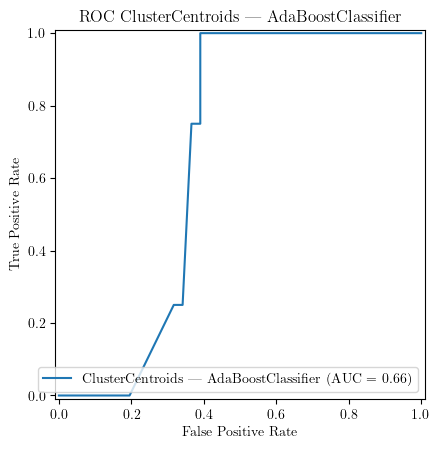 ROC ClusterCentroids — AdaBoostClassifier
1.0
0.8
0.6
0.4
0.2
0.0
True Positive Rate
ClusterCentroids — AdaBoostClassifier (AUC = 0.66)
0.0 0.2 0.4 0.6 0.8 1.0
False Positive Rate